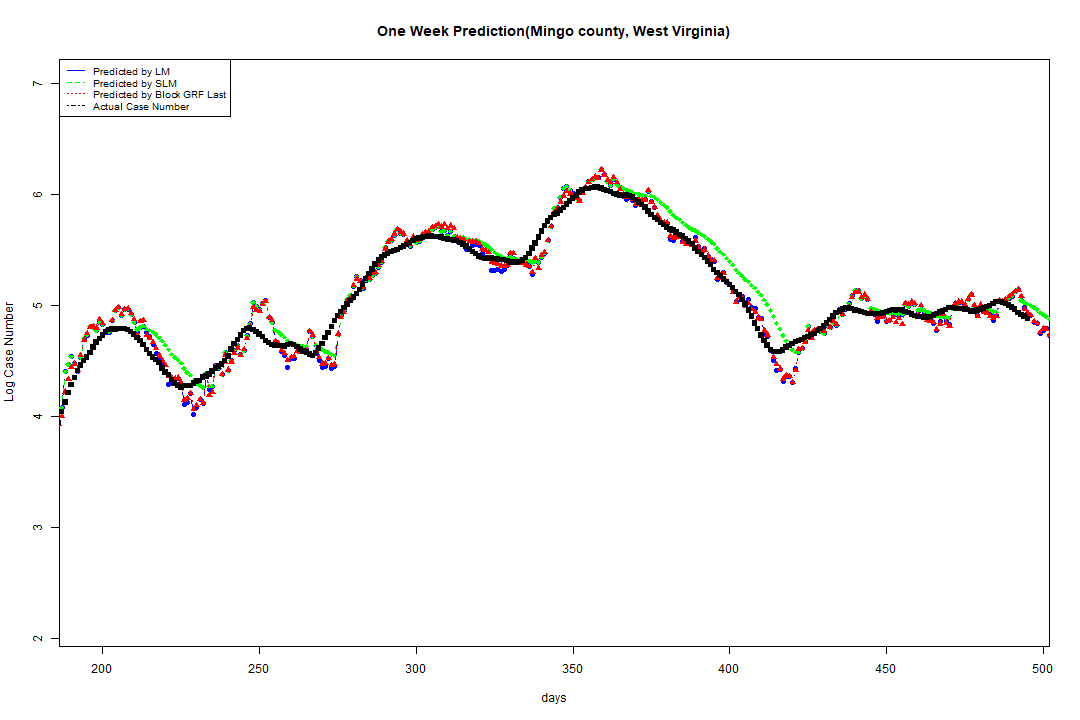 One Week Prediction(Mingo county, West Virginia)
Predicted by LM
Predicted by SLM
Predicted by Block GRF Last
Actual Case Number
7
6
5
4
3
2
Log Case Number
200 250 300 350 400 450 500
days